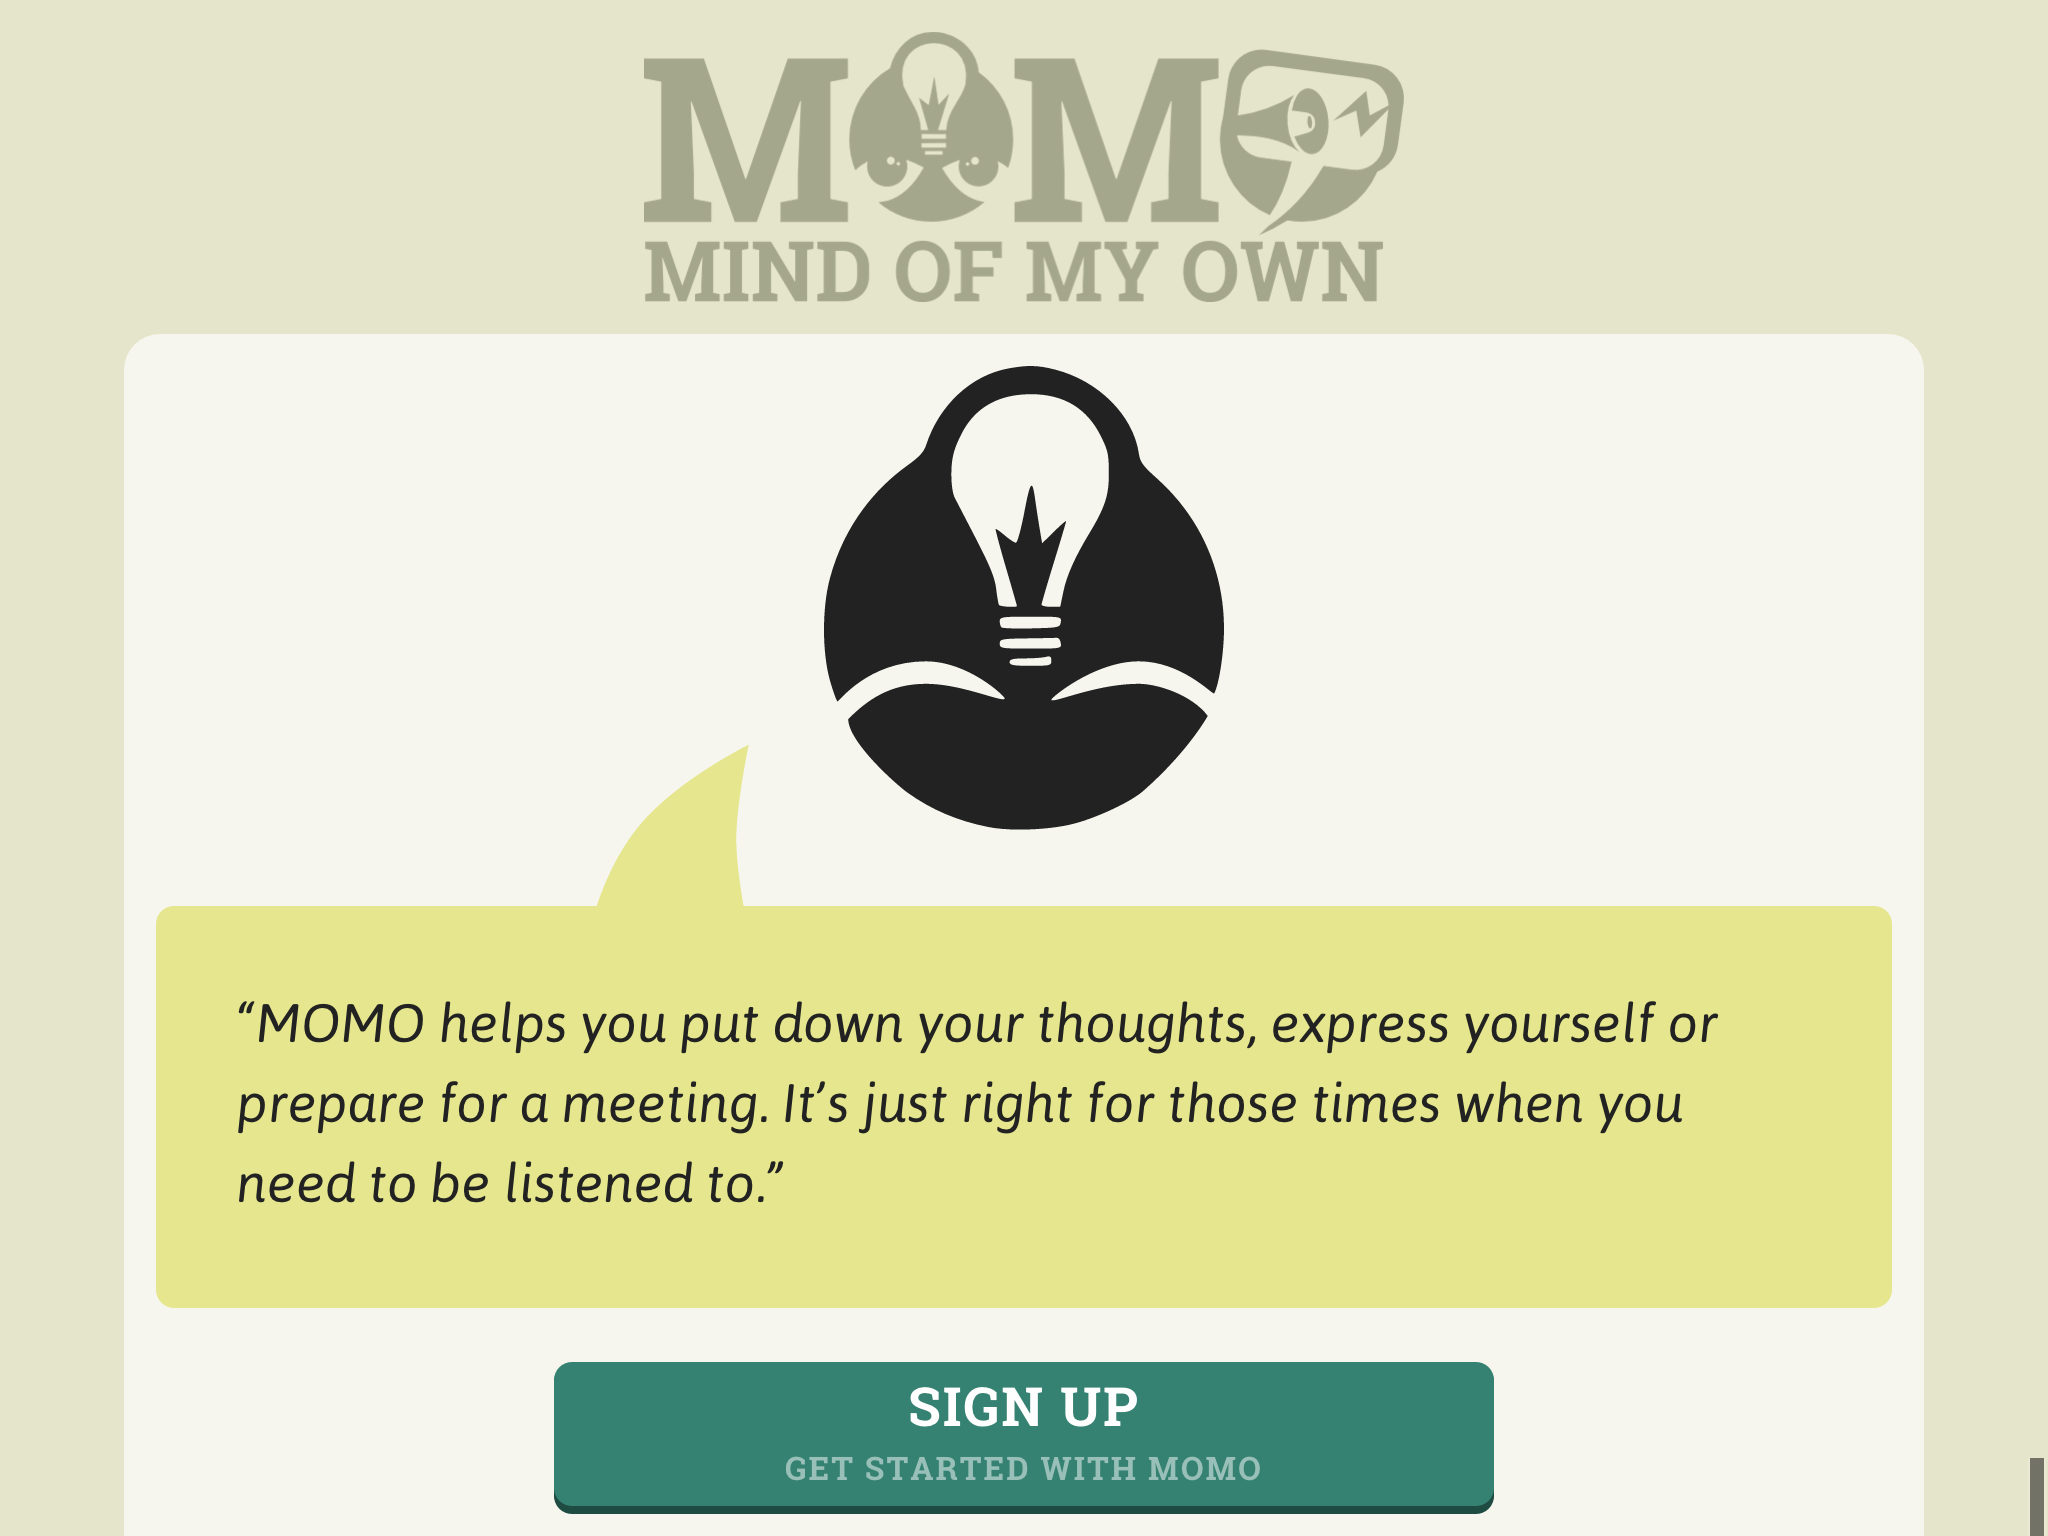 MOMO
MIND OF MY OWN
“MOMO helps you put down your thoughts, express yourself or
prepare for a meeting. It’s just right for those times when you
need to be listened to.”
SIGN UP
GET STARTED WITH MOMO